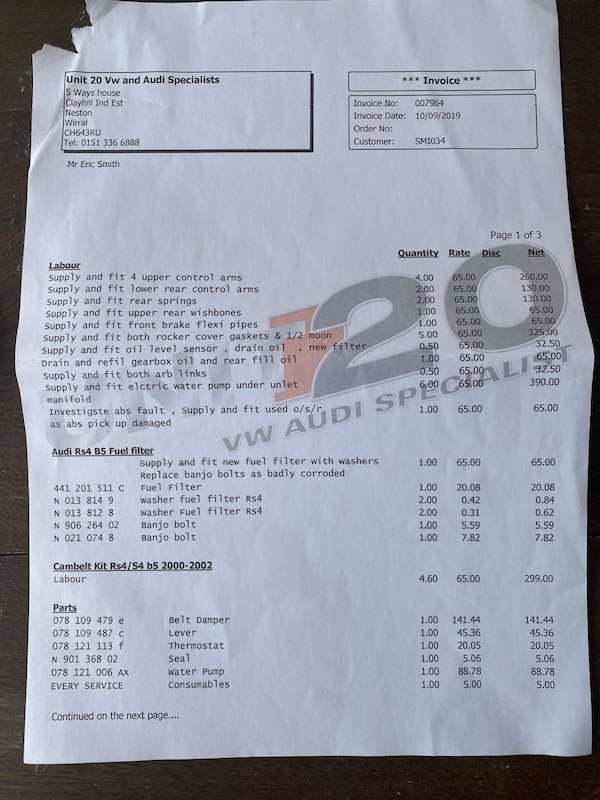 Unit 20 Vw and Audi Specialists
5 Ways house
Clayhill Ind Est
Neston
Wirral
CH643RU
Tel: 0151 336 6888
*** Invoice ***
Invoice No: 007964
Invoice Date: 10/09/2019
Order No:
Customer: SMI034
Mr Eric Smith
Page 1 of 3
Quantity Rate Disc Net
Labour
Supply and fit 4 upper control arms 4.00 65.00 260.00
Supply and fit lower rear control arms 2.00 65.00 130.00
Supply and fit rear springs 2.00 65.00 130.00
Supply and fit upper rear wishbones 1.00 65.00 65.00
Supply and fit front brake flexi pipes 1.00 65.00 65.00
Supply and fit both rocker cover gaskets & 1/2 moon 5.00 65.00 325.00
Supply and fit oil level sensor , drain oil , new filter 0.50 65.00 32.50
Drain and refil gearbox oil and rear fill oil 1.00 65.00 65.00
Supply and fit both arb links 0.50 65.00 32.50
Supply and fit elctric water pump under unlet 6.00 65.00 390.00
manifold
Investigste abs fault , Supply and fit used o/s/r 1.00 65.00 65.00
as abs pick up damaged
UNIT 20
VW AUDI SPECIALIST
Audi Rs4 B5 Fuel filter
Supply and fit new fuel filter with washers 1.00 65.00 65.00
Replace banjo bolts as badly corroded
441 201 511 C Fuel Filter 1.00 20.08 20.08
N 013 814 9 Washer fuel filter Rs4 2.00 0.42 0.84
N 013 812 8 Washer fuel filter Rs4 2.00 0.31 0.62
N 906 264 02 Banjo bolt 1.00 5.59 5.59
N 021 074 8 Banjo bolt 1.00 7.82 7.82
Cambelt Kit Rs4/S4 b5 2000-2002
Labour 4.60 65.00 299.00
Parts
078 109 479 e Belt Damper 1.00 141.44 141.44
078 109 487 c Lever 1.00 45.36 45.36
078 121 113 f Thermostat 1.00 20.05 20.05
N 901 368 02 Seal 1.00 5.06 5.06
078 121 006 AX Water Pump 1.00 88.78 88.78
EVERY SERVICE Consumables 1.00 5.00 5.00
Continued on the next page....